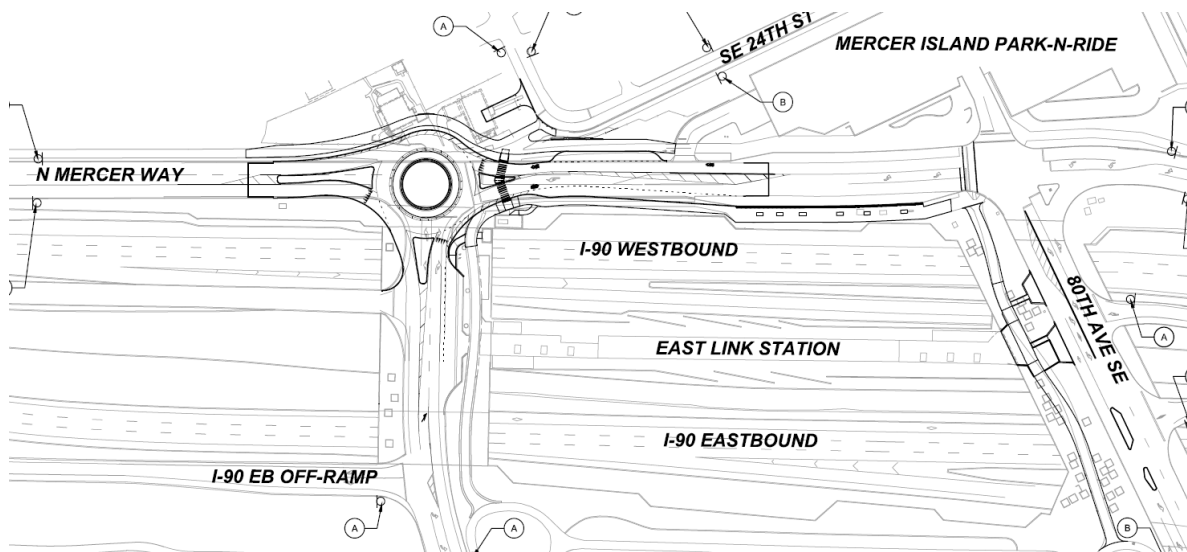 A
SE 24TH ST
MERCER ISLAND PARK-N-RIDE
B
N MERCER WAY
I-90 WESTBOUND
80TH AVE SE
A
EAST LINK STATION
I-90 EASTBOUND
I-90 EB OFF-RAMP
A
A
B